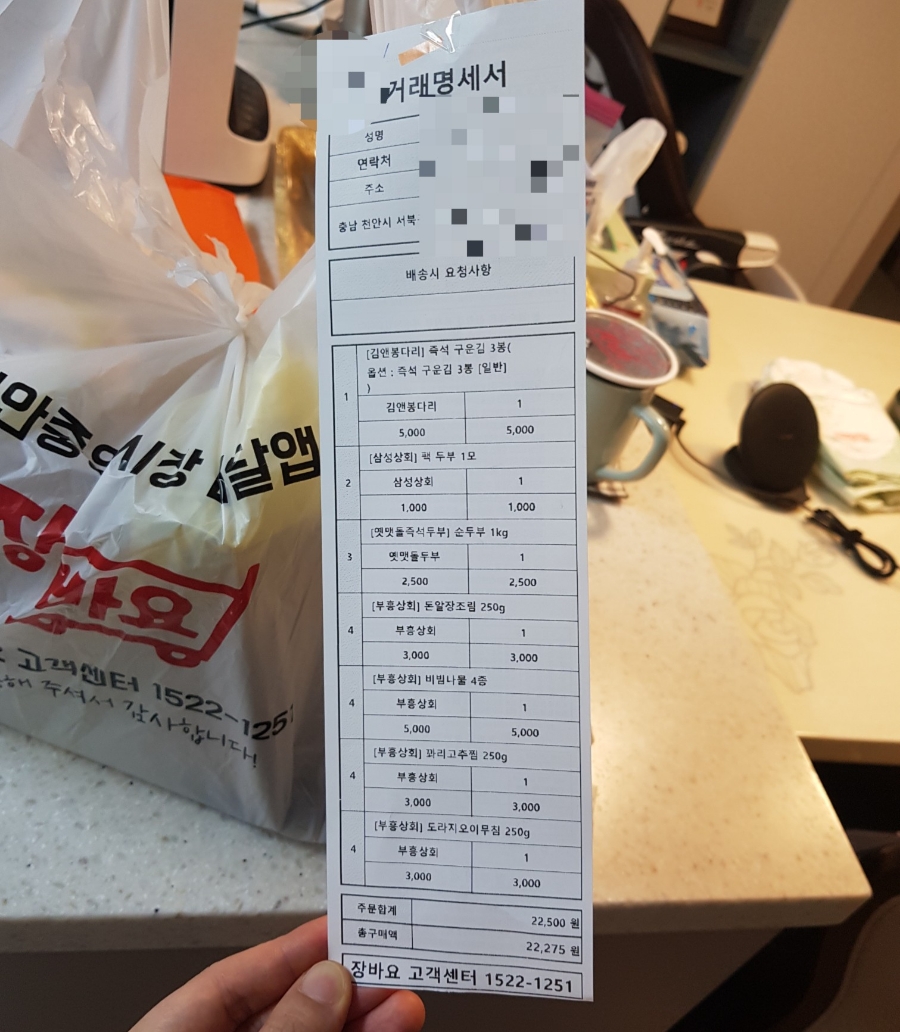 거래명세서
성명
연락처
주소
충남 천안시 서북
배송시 요청사항
1
[김앤봉다리] 즉석 구운김 3봉(
옵션 : 즉석 구운김 3봉 [일반]
)
김앤봉다리 1
5,000 5,000
2
[삼성상회] 팩 두부 1모
삼성상회 1
1,000 1,000
3
[옛맷돌즉석두부] 순두부 1kg
옛맷돌두부 1
2,500 2,500
4
[부흥상회] 돈알장조림 250g
부흥상회 1
3,000 3,000
4
[부흥상회] 비빔나물 4종
부흥상회 1
5,000 5,000
4
[부흥상회] 꽈리고추찜 250g
부흥상회 1
3,000 3,000
4
[부흥상회] 도라지오이무침 250g
부흥상회 1
3,000 3,000
주문합계 22,500 원
총구매액 22,275 원
장바요 고객센터 1522-1251
달앱
장
바요
고객센터 1522-125
주셔서 감사합니다!